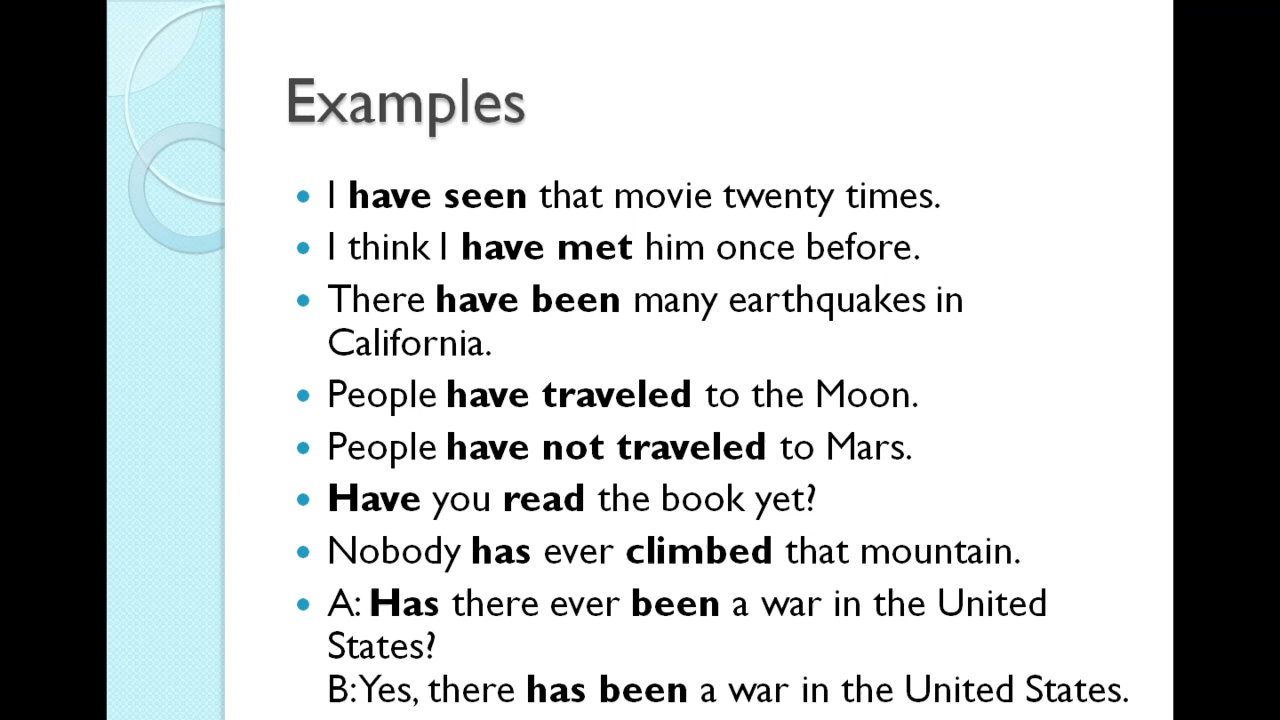 Examples
I have seen that movie twenty times.
I think I have met him once before.
There have been many earthquakes in
California.
People have traveled to the Moon.
People have not traveled to Mars.
Have you read the book yet?
Nobody has ever climbed that mountain.
A: Has there ever been a war in the United
States?
B: Yes, there has been a war in the United States.